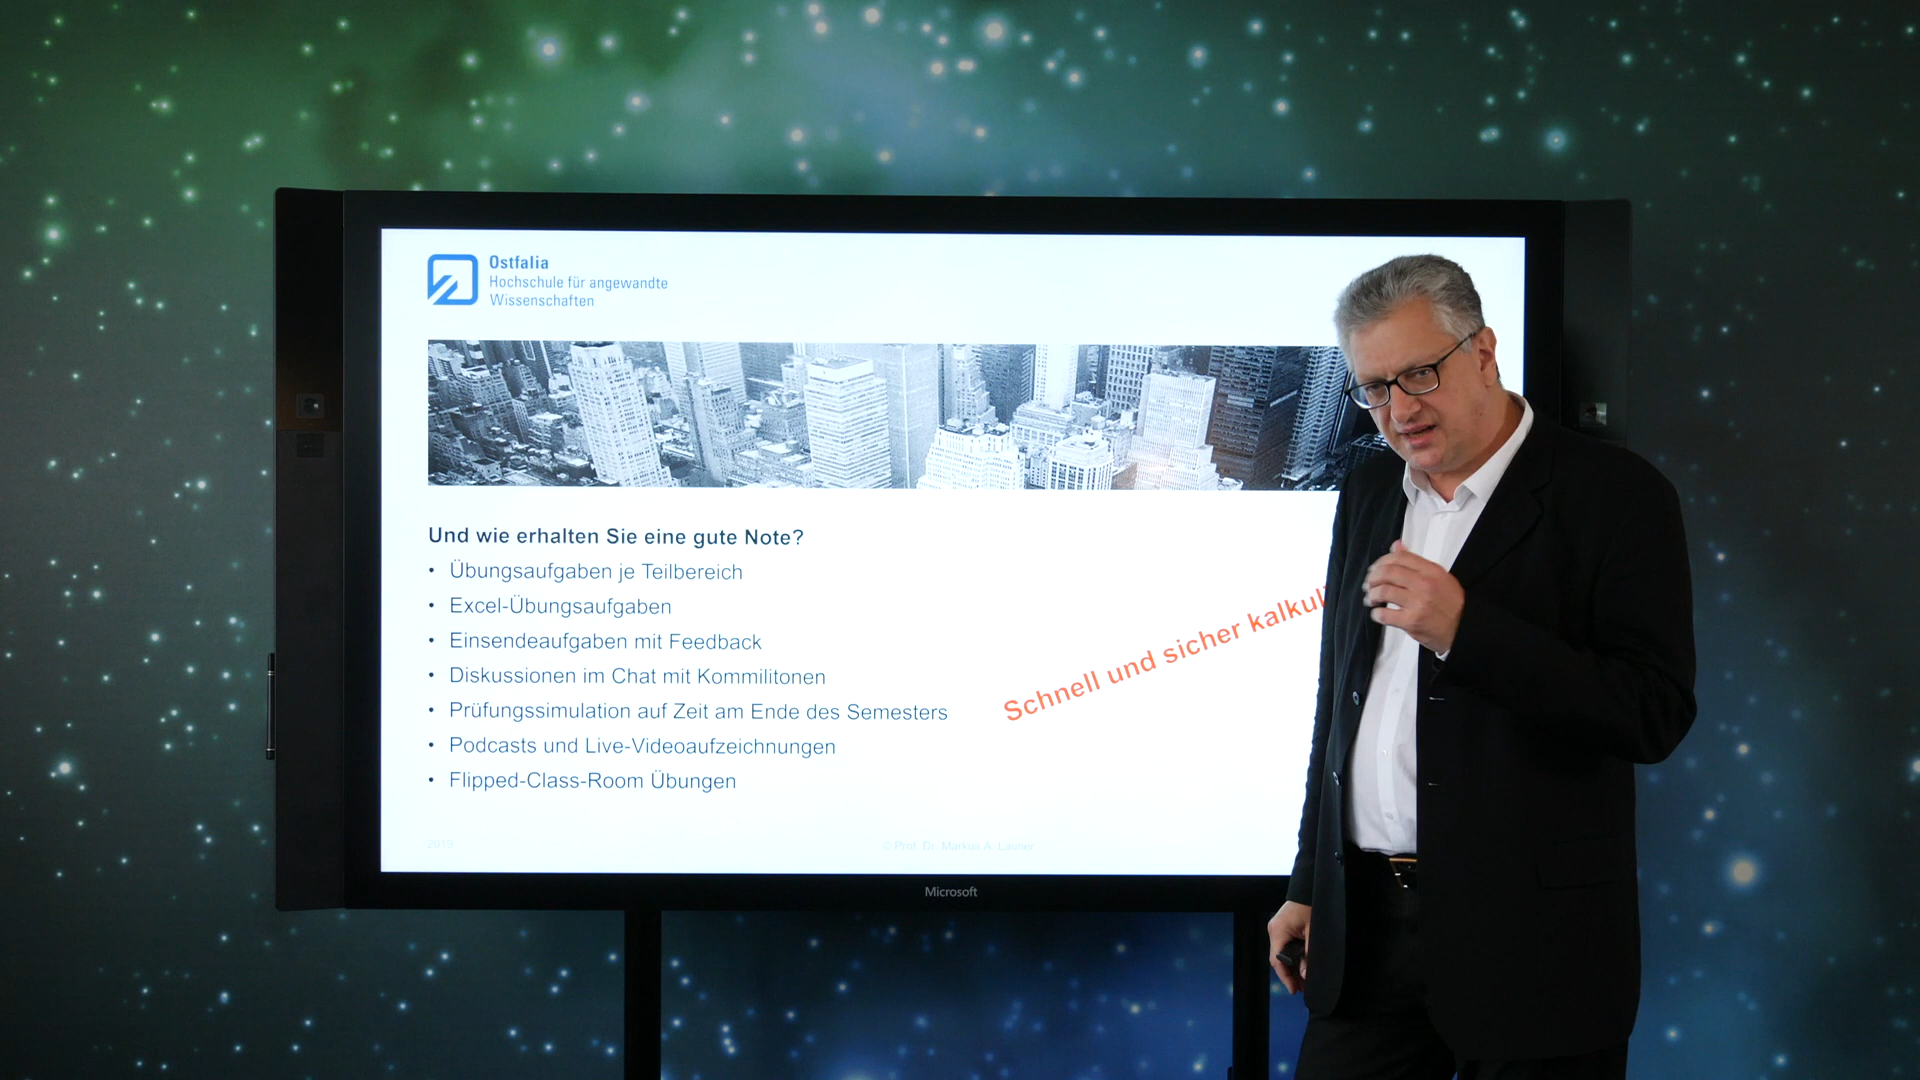 Ostfalia
Hochschule für angewandte
Wissenschaften
Und wie erhalten Sie eine gute Note?
• Übungsaufgaben je Teilbereich
• Excel-Übungsaufgaben
• Einsendeaufgaben mit Feedback
• Diskussionen im Chat mit Kommilitonen
• Prüfungssimulation auf Zeit am Ende des Semesters
• Podcasts und Live-Videoaufzeichnungen
• Flipped-Class-Room Übungen
Schnell und sicher kalkuli
2019
© Prof. Dr. Markus A. Launer
Microsoft